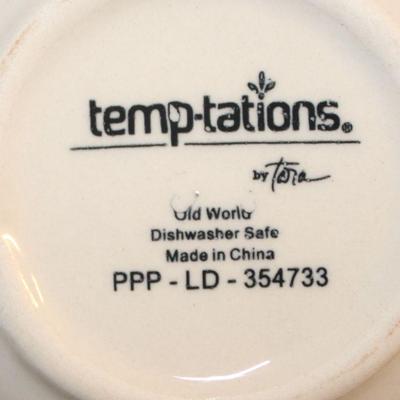 temp-tations®
by Tara
Old World
Dishwasher Safe
Made in China
PPP - LD - 354733